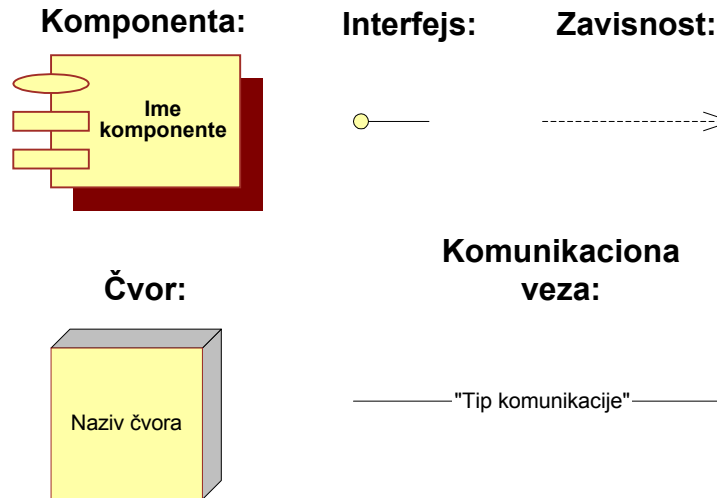 Komponenta:
Interfejs:
Zavisnost:
Ime
komponente
Čvor:
Komunikaciona
veza:
Naziv čvora
"Tip komunikacije"